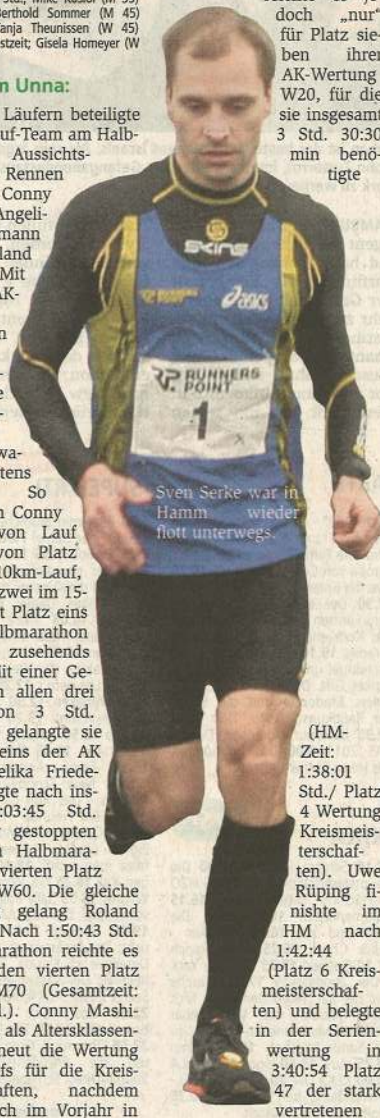 Berthold Sommer (M 45)
anja Theunissen (W 45)
stzeit; Gisela Homeyer (W
Unna:
Läufern beteiligte
uf-Team am Halb-
Aussichts-
Rennen
Conny
Angeli-
mann
land
Mit
AK-
wa-
tens
So
Conny
von Lauf
von Platz
10km-Lauf,
zwei im 15-
t Platz eins
lbmarathon
zusehends
it einer Ge-
allen drei
on 3 Std.
gelangte sie
eins der AK
elika Friede-
gte nach ins-
:03:45 Std.
gestoppten
Halbmara-
vierten Platz
W60. Die gleiche
gelang Roland
Nach 1:50:43 Std.
arathon reichte es
den vierten Platz
M70 (Gesamtzeit:
d.). Conny Mashi-
als Altersklassen-
neut die Wertung
fs für die Kreis-
aften, nachdem
ch im Vorjahr in
SKINS
RUNNERS POINT
asics
RUNNERS
POINT
1
Sven Serke war in
Hamm wieder
flott unterwegs.
doch „nur“
für Platz sie-
ben ihrer
AK-Wertung
W20, für die
sie insgesamt
3 Std. 30:30
min benö-
tigte
(HM-
Zeit:
1:38:01
Std./ Platz
4 Wertung
Kreismeis-
terschaf-
ten). Uwe
Rüping fi-
nishte im
HM nach
1:42:44
(Platz 6 Kreis-
meisterschaf-
ten) und belegte
in der Serien-
wertung in
3:40:54 Platz
47 der stark
vertretenen